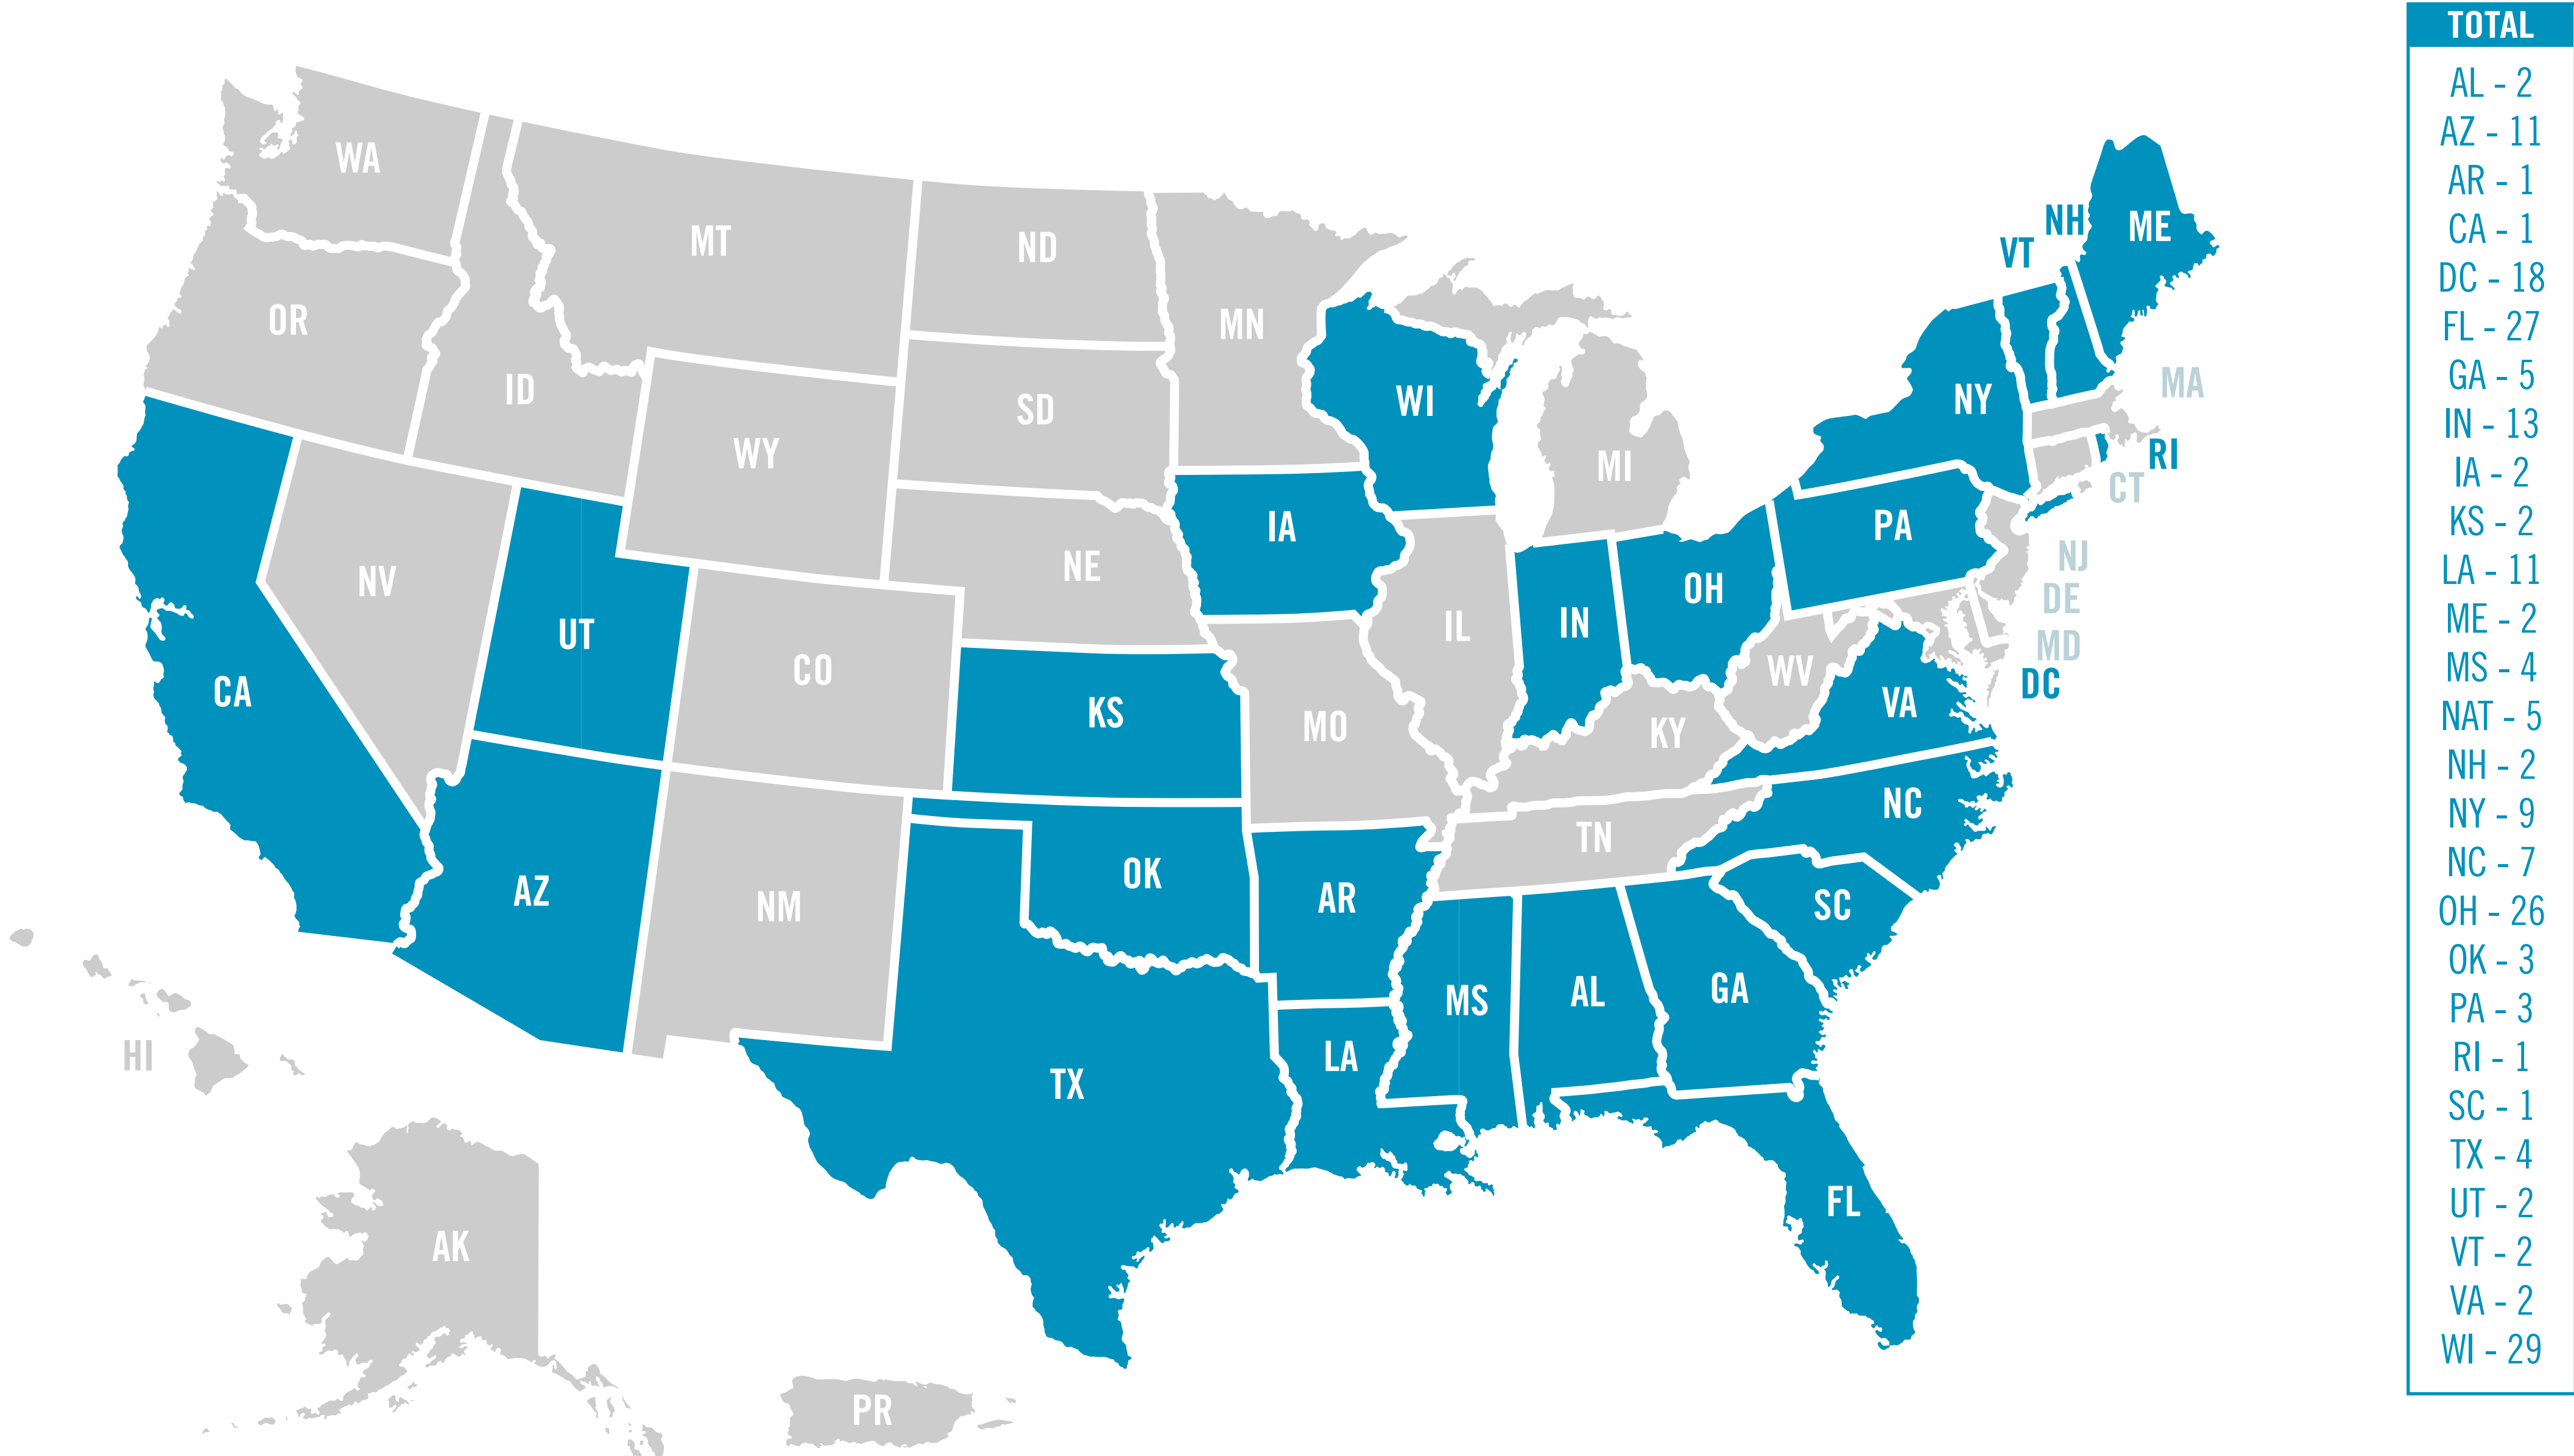 TOTAL
AL - 2
AZ - 11
AR - 1
CA - 1
DC - 18
FL - 27
GA - 5
IN - 13
IA - 2
KS - 2
LA - 11
ME - 2
MS - 4
NAT - 5
NH - 2
NY - 9
NC - 7
OH - 26
OK - 3
PA - 3
RI - 1
SC - 1
TX - 4
UT - 2
VT - 2
VA - 2
WI - 29
WA
MT
ND
MN
OR
ID
SD
WY
WI
MI
NH
VT
ME
NY
MA
RI
CT
IA
PA
NE
NJ
DE
MD
DC
NV
UT
CO
CA
KS
MO
IL
IN
OH
WV
KY
VA
NC
TN
AZ
NM
OK
AR
SC
MS
AL
GA
LA
TX
HI
FL
AK
PR